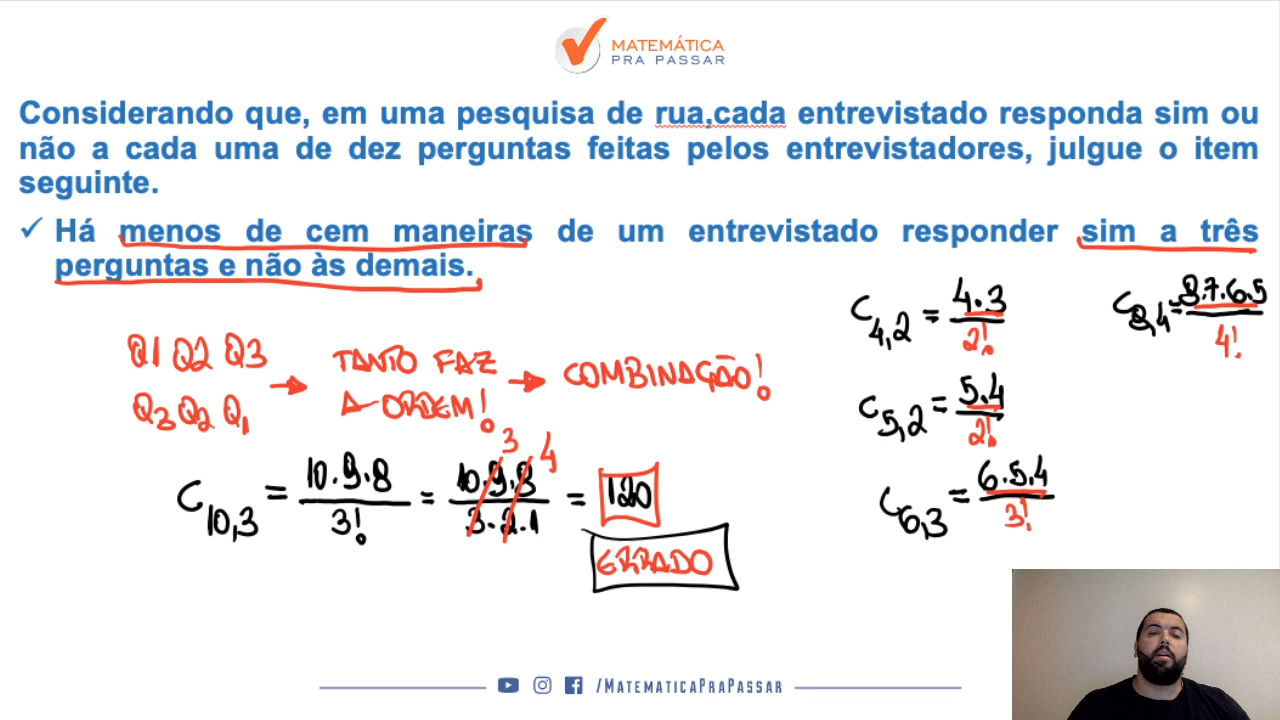 MATEMÁTICA
PRA PASSAR
Considerando que, em uma pesquisa de rua,cada entrevistado responda sim ou
não a cada uma de dez perguntas feitas pelos entrevistadores, julgue o item
seguinte.
✓ Há menos de cem maneiras de um entrevistado responder sim a três
perguntas e não às demais.
Q1 Q2 Q3
Q3 Q2 Q1
→ TANTO FAZ
A ORDEM!
→ COMBINAÇÃO!
C10,3 = 10.9.8 / 3! = 10.9.8 / 3.2.1 = 120
3 4
ERRADO
C4,2 = 4.3 / 2!
C8,4 = 8.7.6.5 / 4!
C5,2 = 5.4 / 2!
C6,3 = 6.5.4 / 3!
/MATEMATICAPRAPASSAR